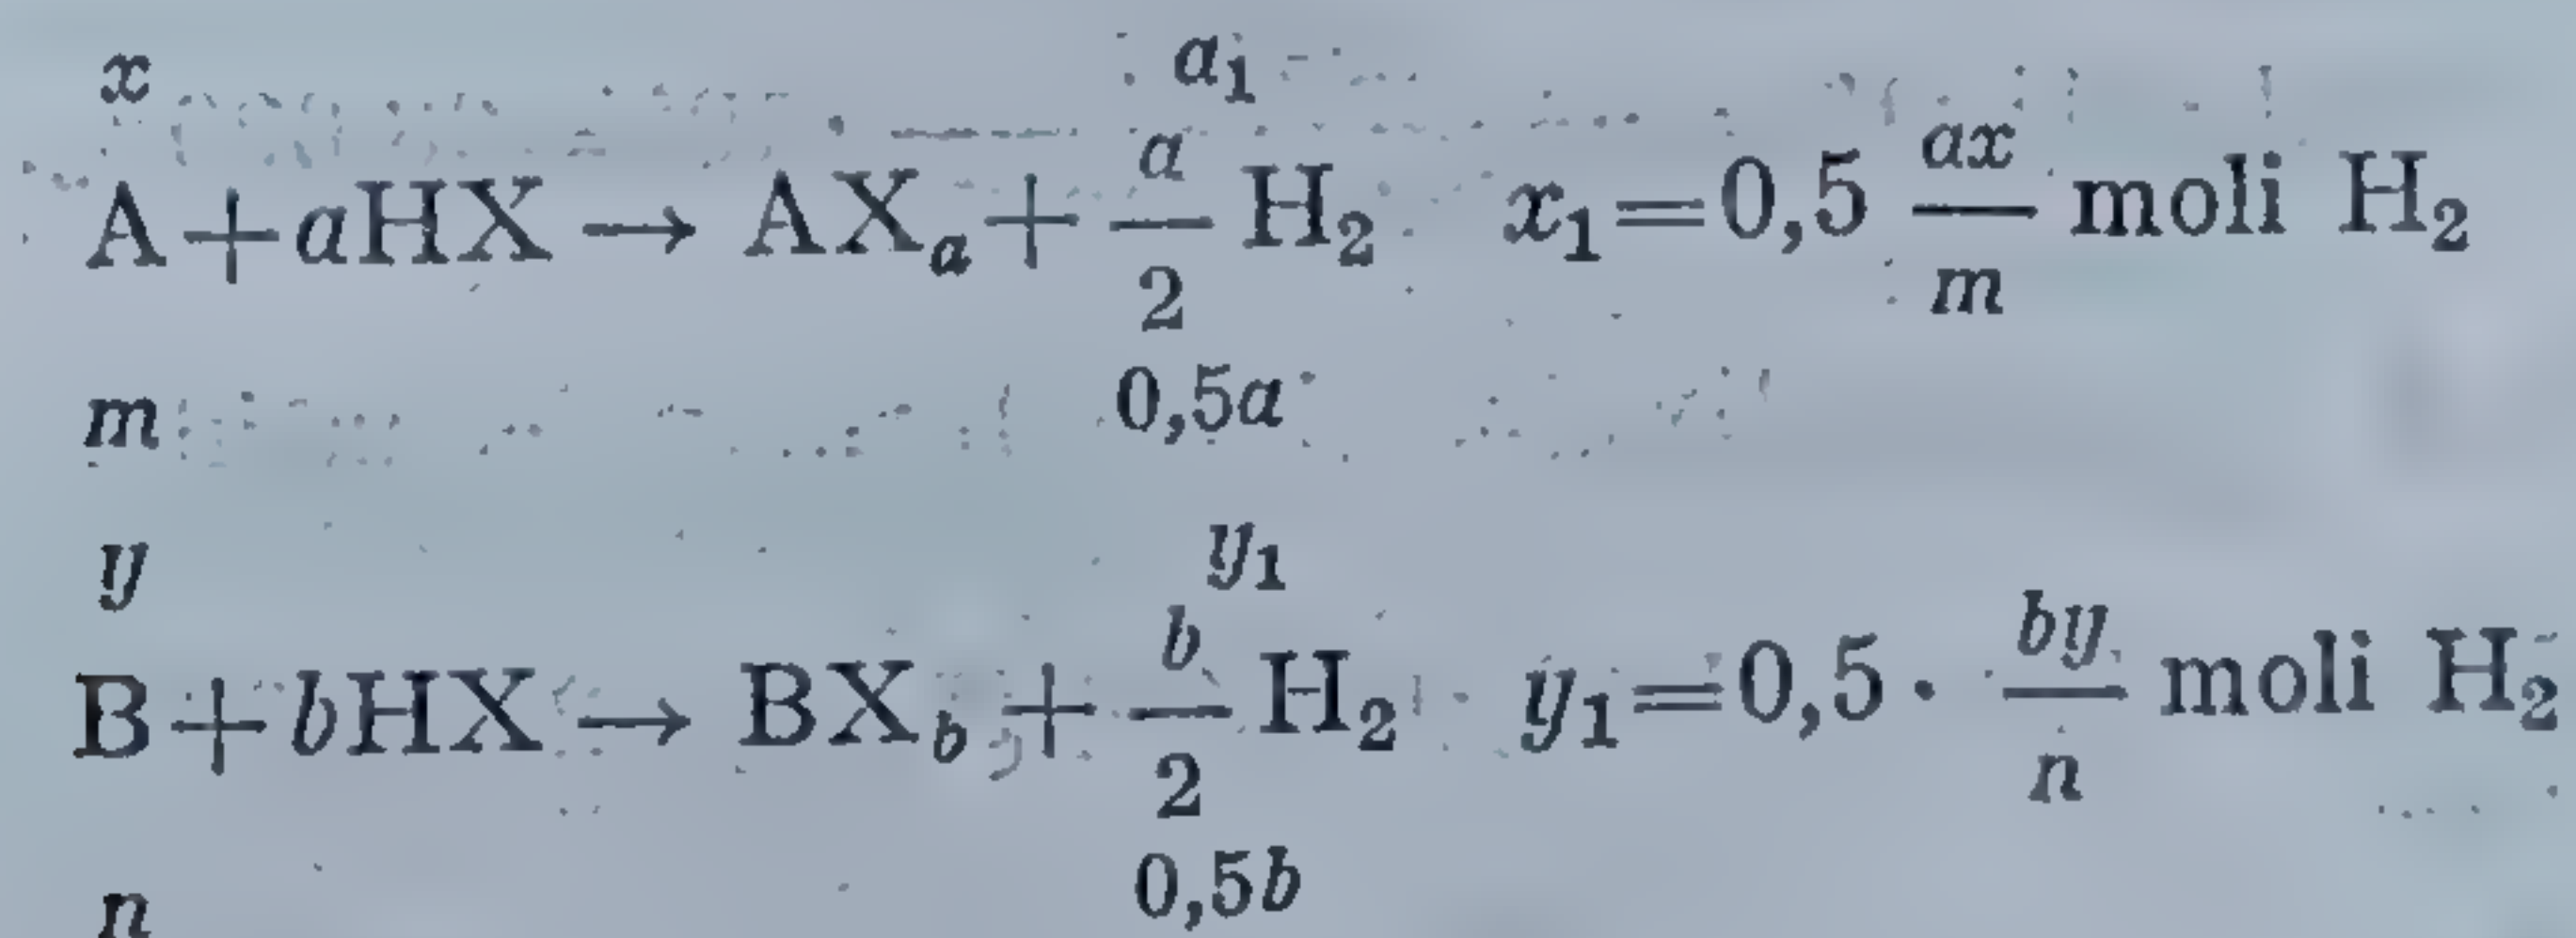 x a₁
A+aHX → AXₐ + a/2 H₂ x₁=0,5 ax/m moli H₂
m 0,5a
y y₁
B+bHX → BX_b + b/2 H₂ y₁=0,5 · by/n moli H₂
n 0,5b